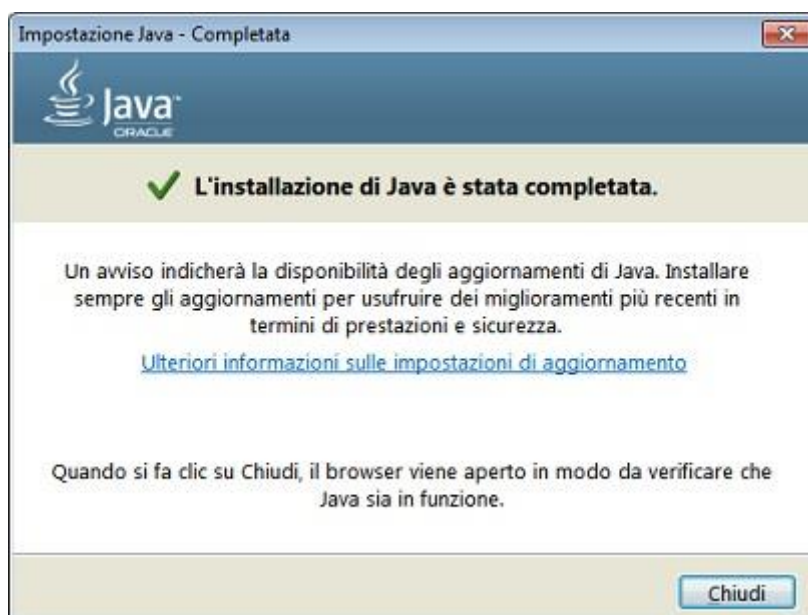 Impostazione Java - Completata
Java
ORACLE
L'installazione di Java è stata completata.
Un avviso indicherà la disponibilità degli aggiornamenti di Java. Installare
sempre gli aggiornamenti per usufruire dei miglioramenti più recenti in
termini di prestazioni e sicurezza.
Ulteriori informazioni sulle impostazioni di aggiornamento
Quando si fa clic su Chiudi, il browser viene aperto in modo da verificare che
Java sia in funzione.
Chiudi